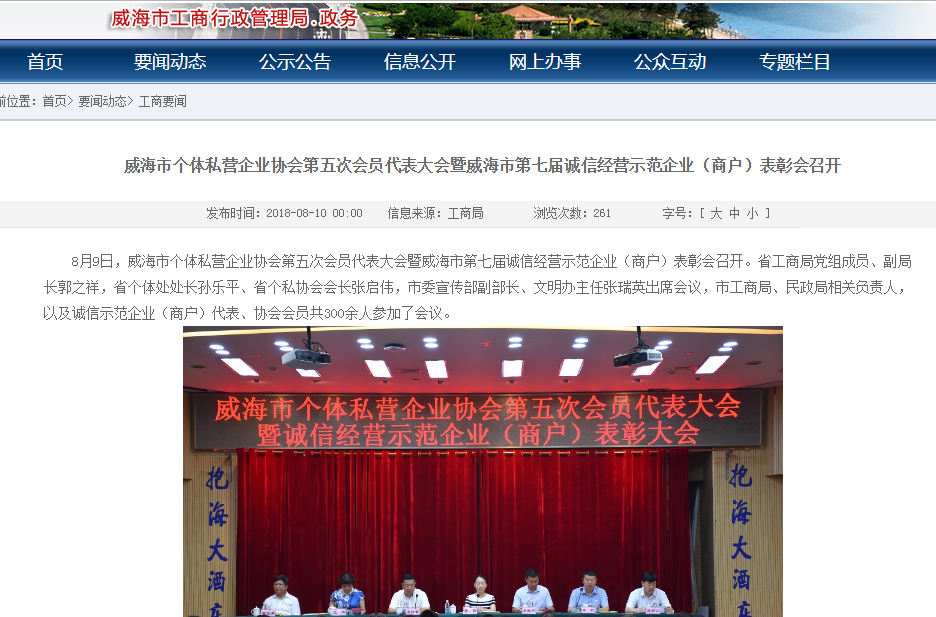 威海市工商行政管理局.政务
首页 要闻动态 公示公告 信息公开 网上办事 公众互动 专题栏目
前位置：首页> 要闻动态> 工商要闻
威海市个体私营企业协会第五次会员代表大会暨威海市第七届诚信经营示范企业（商户）表彰会召开
发布时间：2018-08-10 00:00 信息来源：工商局 浏览次数：261 字号：[ 大 中 小 ]
8月9日，威海市个体私营企业协会第五次会员代表大会暨威海市第七届诚信经营示范企业（商户）表彰会召开。省工商局党组成员、副局
长郭之祥，省个体处处长孙乐平、省个私协会会长张启伟，市委宣传部副部长、文明办主任张瑞英出席会议，市工商局、民政局相关负责人，
以及诚信示范企业（商户）代表、协会会员共300余人参加了会议。
威海市个体私营企业协会第五次会员代表大会
暨诚信经营示范企业（商户）表彰大会
抱海大酒店
抱海大酒店